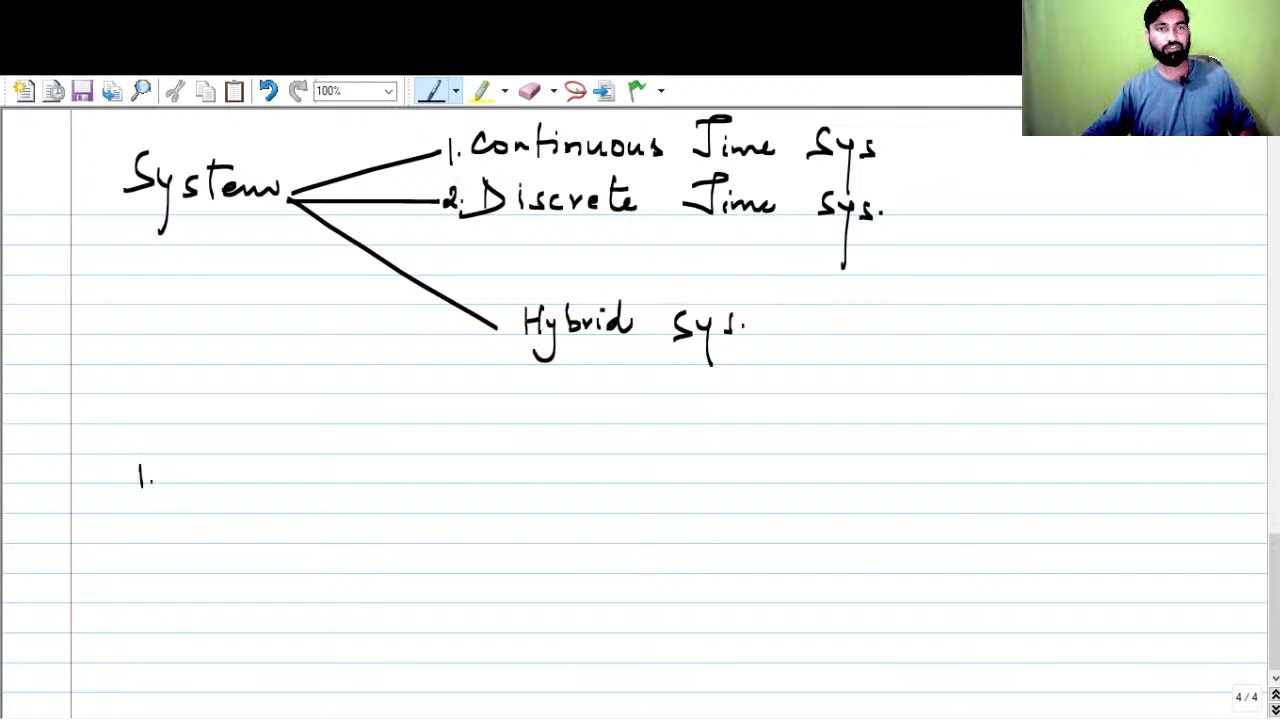 100%
1. Continuous Time Sys
System
2. Discrete Time Sys.
Hybrid Sys.
1.
4 / 4